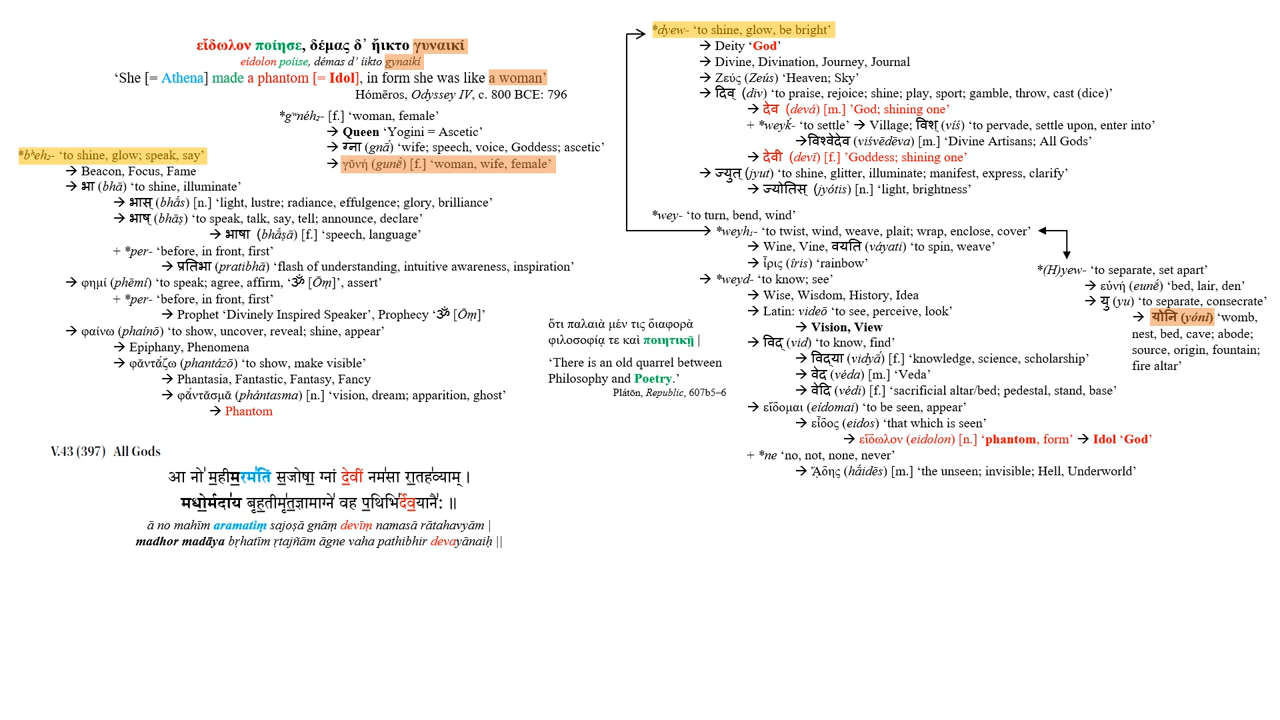 εἴδωλον ποίησε, δέμας δ’ ἤικτο γυναικί
eídolon poíise, démas d’ íikto gynaikí
‘She [= Athena] made a phantom [= Idol], in form she was like a woman’
Hómēros, Odyssey IV, c. 800 BCE: 796
*gʷnéh₂- [f.] ‘woman, female’
→ Queen ‘Yogini = Ascetic’
→ ग्ना (gnā) ‘wife; speech, voice, Goddess; ascetic’
→ γῠνή (gunḗ) [f.] ‘woman, wife, female’
*bʰeh₂- ‘to shine, glow; speak, say’
→ Beacon, Focus, Fame
→ भा (bhā) ‘to shine, illuminate’
→ भास् (bhā́s) [n.] ‘light, lustre; radiance, effulgence; glory, brilliance’
→ भाष् (bhāṣ) ‘to speak, talk, say, tell; announce, declare’
→ भाषा (bhā́ṣā) [f.] ‘speech, language’
+ *per- ‘before, in front, first’
→ प्रतिभा (pratibhā) ‘flash of understanding, intuitive awareness, inspiration’
→ φημί (phēmí) ‘to speak; agree, affirm, ‘ॐ [Ōṃ]’, assert’
+ *per- ‘before, in front, first’
→ Prophet ‘Divinely Inspired Speaker’, Prophecy ‘ॐ [Ōṃ]’
→ φαίνω (phaínō) ‘to show, uncover, reveal; shine, appear’
→ Epiphany, Phenomena
→ φᾰντᾰ́ζω (phantázō) ‘to show, make visible’
→ Phantasia, Fantastic, Fantasy, Fancy
→ φᾰ́ντᾰσμᾰ (phántasma) [n.] ‘vision, dream; apparition, ghost’
→ Phantom
V.43 (397) All Gods
आ नो॑ म॒हीम॒रम॑तिं स॒जोषा॒ ग्नां दे॒वीं नम॑सा रा॒तह॑व्याम् ।
मधो॒र्मदा॑य बृह॒तीमृ॑त॒ज्ञामाग्ने॑ वह प॒थिभि॑र्देव॒यानैः॑ ॥
ā no mahīm aramatiṃ sajoṣā gnāṃ devīṃ namasā rātahavyām |
madhor madāya bṛhatīm ṛtajñām āgne vaha pathibhir devayānaiḥ ||
ὅτι παλαιὰ μέν τις διαφορὰ
φιλοσοφίᾳ τε καὶ ποιητικῇ |
‘There is an old quarrel between
Philosophy and Poetry.’
Plátōn, Republic, 607b5–6
*dyew- ‘to shine, glow, be bright’
→ Deity ‘God’
→ Divine, Divination, Journey, Journal
→ Ζεύς (Zeús) ‘Heaven; Sky’
→ दिव् (div) ‘to praise, rejoice; shine; play, sport; gamble, throw, cast (dice)’
→ देव (devá) [m.] ’God; shining one’
+ *weyḱ- ‘to settle’ → Village; विश् (víś) ‘to pervade, settle upon, enter into’
→विश्वेदेव (viśvēdēva) [m.] ‘Divine Artisans; All Gods’
→ देवी (devī) [f.] ’Goddess; shining one’
→ ज्युत् (jyut) ‘to shine, glitter, illuminate; manifest, express, clarify’
→ ज्योतिस् (jyótis) [n.] ‘light, brightness’
*wey- ‘to turn, bend, wind’
→ *weyh₁- ‘to twist, wind, weave, plait; wrap, enclose, cover’
→ Wine, Vine, वयति (váyati) ‘to spin, weave’
→ ἶρις (îris) ‘rainbow’
→ *weyd- ‘to know; see’
→ Wise, Wisdom, History, Idea
→ Latin: videō ‘to see, perceive, look’
→ Vision, View
→ विद् (vid) ‘to know, find’
→ विद्या (vidyā́) [f.] ‘knowledge, science, scholarship’
→ वेद (véda) [m.] ‘Veda’
→ वेदि (védi) [f.] ‘sacrificial altar/bed; pedestal, stand, base’
→ εἴδομαι (eídomai) ‘to be seen, appear’
→ εἶδος (eidos) ‘that which is seen’
→ εἴδωλον (eidolon) [n.] ‘phantom, form’ → Idol ‘God’
+ *ne ‘no, not, none, never’
→ ᾍδης (hā́idēs) [m.] ‘the unseen; invisible; Hell, Underworld’
*(H)yew- ‘to separate, set apart’
→ εὐνή (eunḗ) ‘bed, lair, den’
→ यु (yu) ‘to separate, consecrate’
→ योनि (yóni) ‘womb,
nest, bed, cave; abode;
source, origin, fountain;
fire altar’